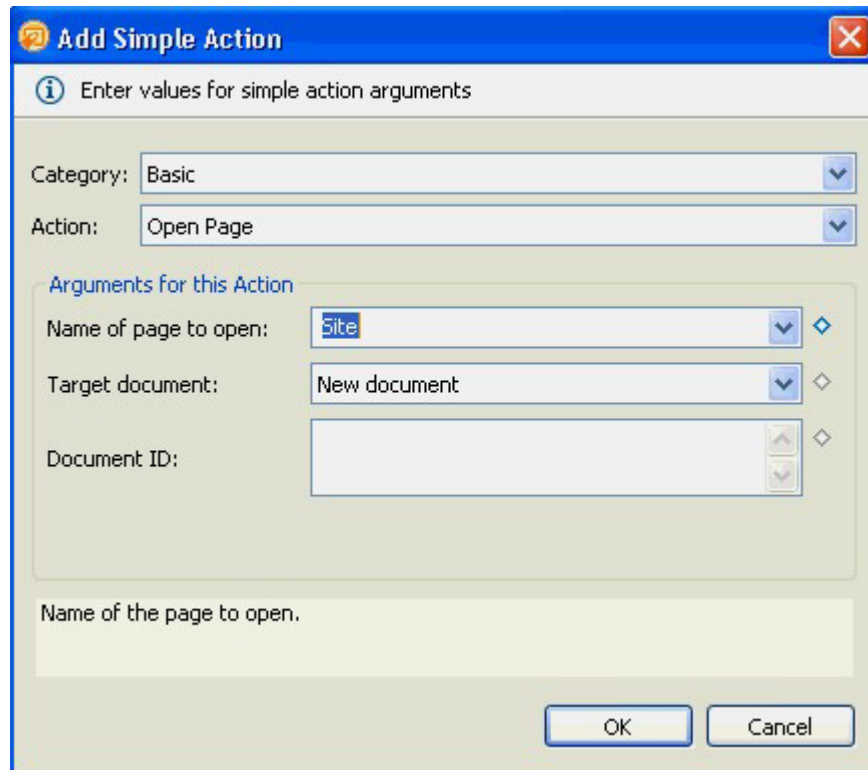 Add Simple Action
Enter values for simple action arguments
Category: Basic
Action: Open Page
Arguments for this Action
Name of page to open: Site
Target document: New document
Document ID:
Name of the page to open.
OK Cancel